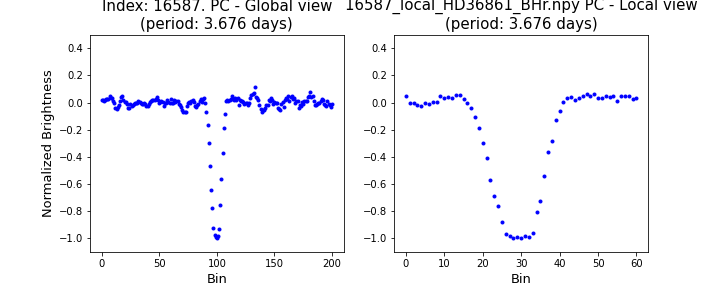 Index: 16587. PC - Global view
(period: 3.676 days)
16587_local_HD36861_BHr.npy PC - Local view
(period: 3.676 days)
Normalized Brightness
0.4
0.2
0.0
−0.2
−0.4
−0.6
−0.8
−1.0
0 50 100 150 200
Bin
0.4
0.2
0.0
−0.2
−0.4
−0.6
−0.8
−1.0
0 10 20 30 40 50 60
Bin